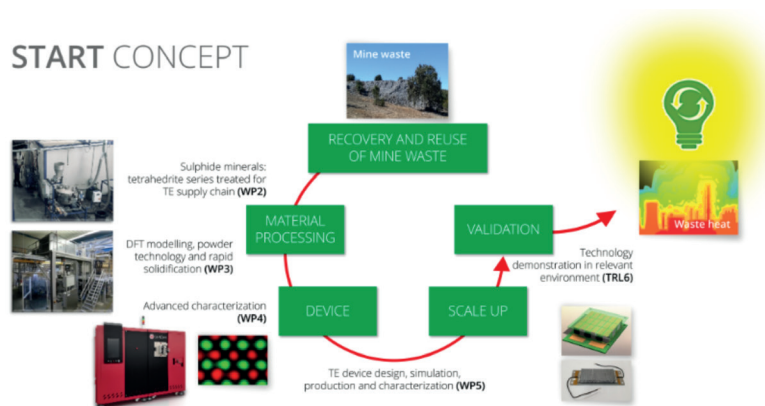 START CONCEPT
Mine waste
RECOVERY AND REUSE
OF MINE WASTE
Sulphide minerals:
tetrahedrite series treated for
TE supply chain (WP2)
MATERIAL
PROCESSING
VALIDATION
Waste heat
DFT modelling, powder
technology and rapid
solidification (WP3)
Technology
demonstration in relevant
environment (TRL6)
Advanced characterization
(WP4)
DEVICE
SCALE UP
TE device design, simulation,
production and characterization (WP5)